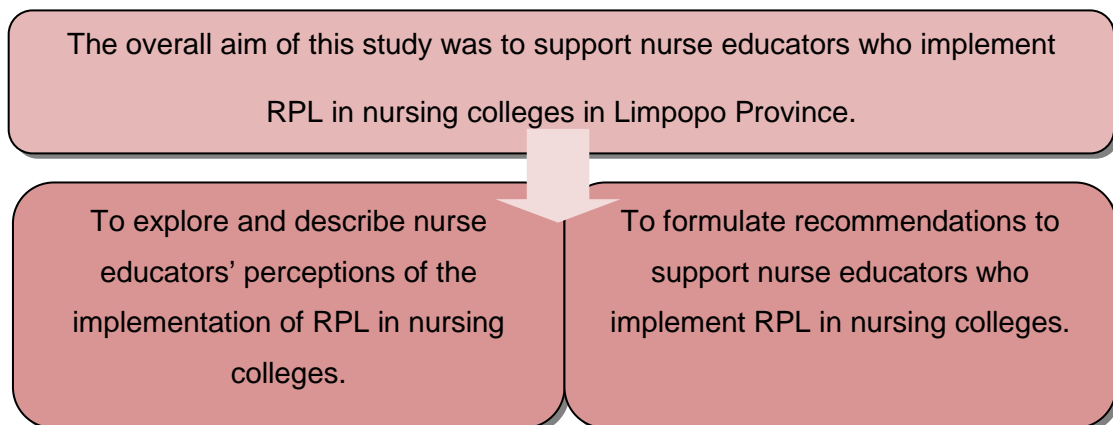 The overall aim of this study was to support nurse educators who implement
RPL in nursing colleges in Limpopo Province.
To explore and describe nurse
educators’ perceptions of the
implementation of RPL in nursing
colleges.
To formulate recommendations to
support nurse educators who
implement RPL in nursing colleges.